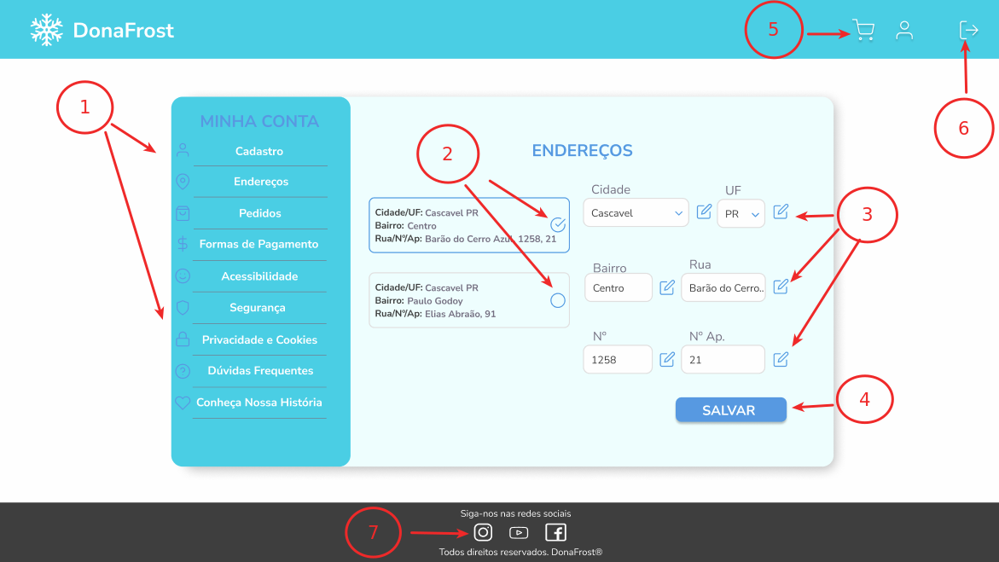 DonaFrost
5
6
1
MINHA CONTA
Cadastro
Endereços
Pedidos
Formas de Pagamento
Acessibilidade
Segurança
Privacidade e Cookies
Dúvidas Frequentes
Conheça Nossa História
2
ENDEREÇOS
Cidade/UF: Cascavel PR
Bairro: Centro
Rua/Nº/Ap: Barão do Cerro Azul, 1258, 21
Cidade/UF: Cascavel PR
Bairro: Paulo Godoy
Rua/Nº/Ap: Elias Abraão, 91
Cidade
UF
Cascavel
PR
3
Bairro
Rua
Centro
Barão do Cerro..
Nº
Nº Ap.
1258
21
SALVAR
4
Siga-nos nas redes sociais
7
Todos direitos reservados. DonaFrost®